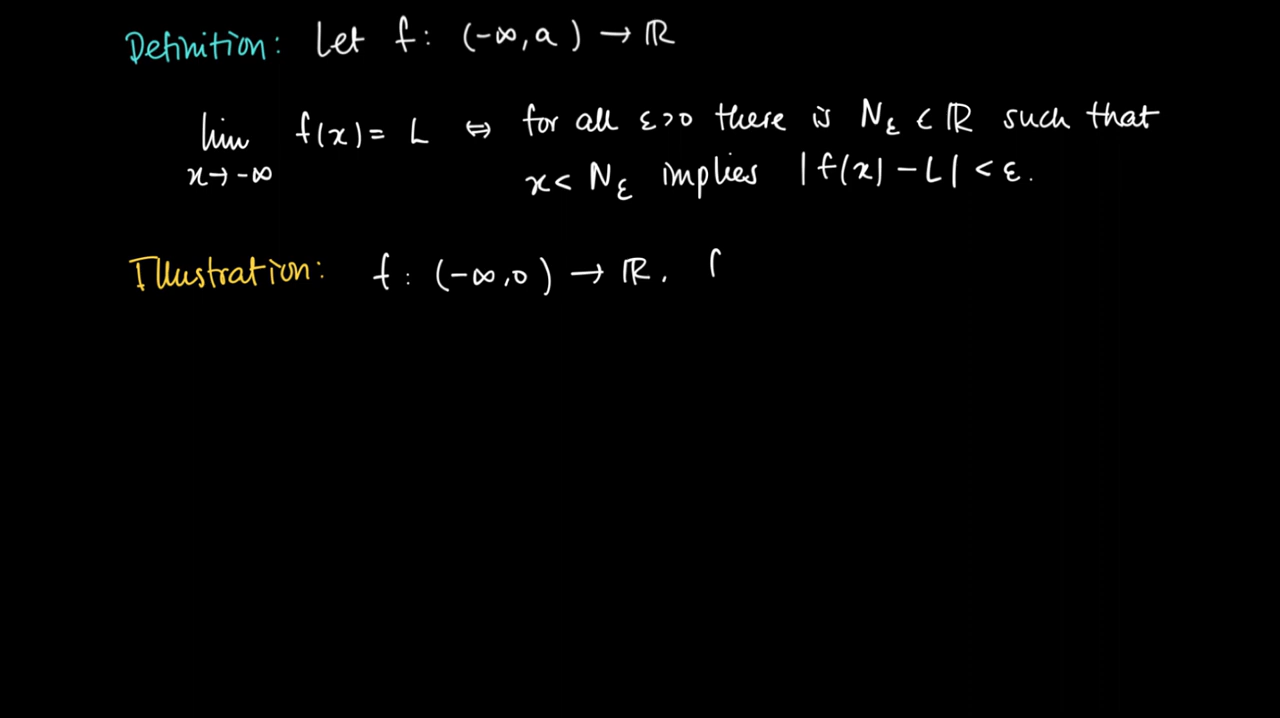 Definition: Let f: (-∞, a) → ℝ
lim f(x) = L ⇔ for all ε>0 there is N_ε ∈ ℝ such that
x→-∞ x < N_ε implies |f(x) - L| < ε.
Illustration: f: (-∞,0) → ℝ,